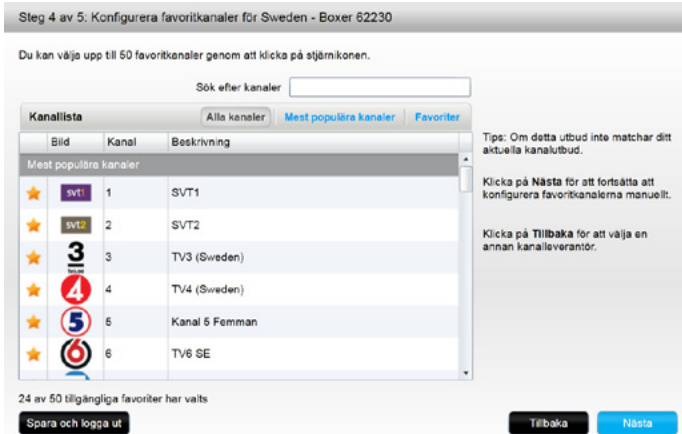 Steg 4 av 5: Konfigurera favoritkanaler för Sweden - Boxer 62230
Du kan välja upp till 50 favoritkanaler genom att klicka på stjärnikonen.
Sök efter kanaler
Kanallista Alla kanaler Mest populära kanaler Favoriter
Bild Kanal Beskrivning
Mest populära kanaler
svt1 1 SVT1
svt2 2 SVT2
3 3 TV3 (Sweden)
4 4 TV4 (Sweden)
5 5 Kanal 5 Femman
6 6 TV6 SE
Tips: Om detta utbud inte matchar ditt
aktuella kanalutbud.
Klicka på Nästa för att fortsätta att
konfigurera favoritkanalerna manuellt.
Klicka på Tillbaka för att välja en
annan kanalleverantör.
24 av 50 tillgängliga favoriter har valts
Spara och logga ut Tillbaka Nästa